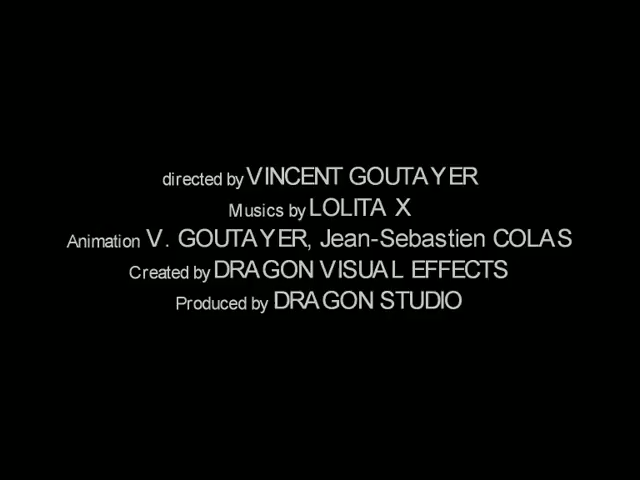 directed by VINCENT GOUTAYER
Musics by LOLITA X
Animation V. GOUTAYER, Jean-Sebastien COLAS
Created by DRAGON VISUAL EFFECTS
Produced by DRAGON STUDIO